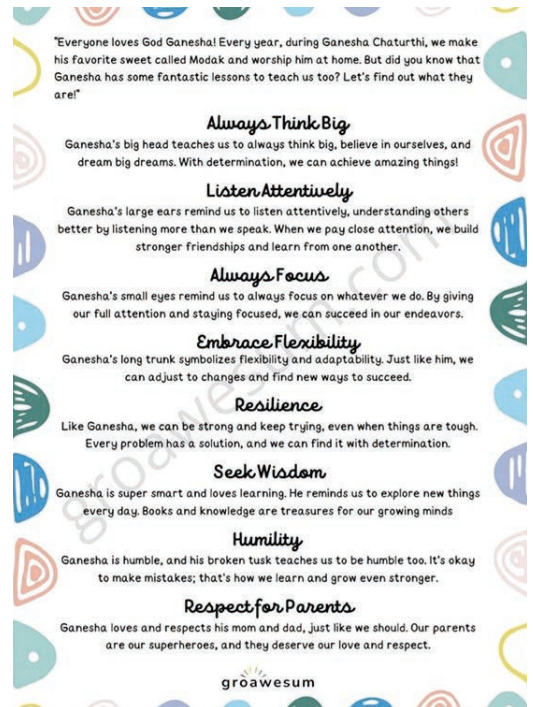 "Everyone loves God Ganesha! Every year, during Ganesha Chaturthi, we make
his favorite sweet called Modak and worship him at home. But did you know that
Ganesha has some fantastic lessons to teach us too? Let's find out what they
are!"
Always Think Big
Ganesha's big head teaches us to always think big, believe in ourselves, and
dream big dreams. With determination, we can achieve amazing things!
Listen Attentively
Ganesha's large ears remind us to listen attentively, understanding others
better by listening more than we speak. When we pay close attention, we build
stronger friendships and learn from one another.
Always Focus
Ganesha's small eyes remind us to always focus on whatever we do. By giving
our full attention and staying focused, we can succeed in our endeavors.
Embrace Flexibility
Ganesha's long trunk symbolizes flexibility and adaptability. Just like him, we
can adjust to changes and find new ways to succeed.
Resilience
Like Ganesha, we can be strong and keep trying, even when things are tough.
Every problem has a solution, and we can find it with determination.
Seek Wisdom
Ganesha is super smart and loves learning. He reminds us to explore new things
every day. Books and knowledge are treasures for our growing minds
Humility
Ganesha is humble, and his broken tusk teaches us to be humble too. It's okay
to make mistakes; that's how we learn and grow even stronger.
Respect for Parents
Ganesha loves and respects his mom and dad, just like we should. Our parents
are our superheroes, and they deserve our love and respect.
groawesum
groawesum.com